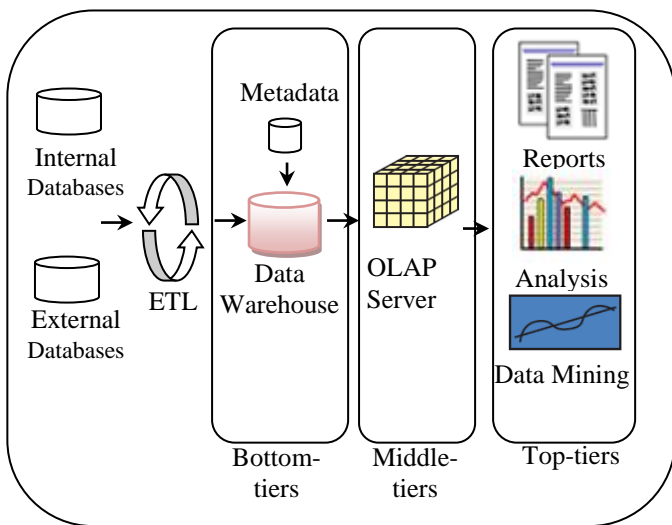 Internal
Databases
External
Databases
ETL
Metadata
Data
Warehouse
Bottom-
tiers
OLAP
Server
Middle-
tiers
Reports
Analysis
Data Mining
Top-tiers